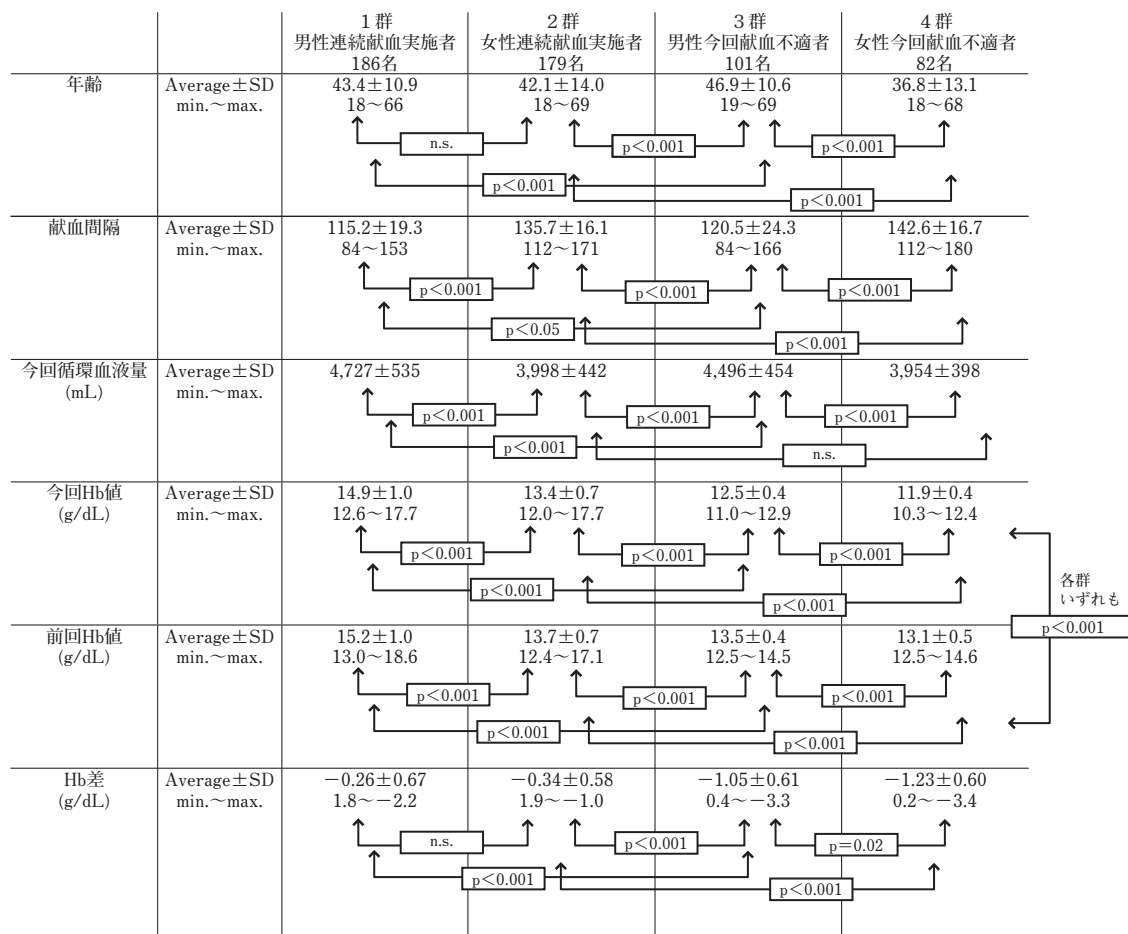 1群 2群 3群 4群
男性連続献血実施者 女性連続献血実施者 男性今回献血不適者 女性今回献血不適者
186名 179名 101名 82名
年齢 Average±SD 43.4±10.9 42.1±14.0 46.9±10.6 36.8±13.1
min.～max. 18～66 18～69 19～69 18～68
n.s. p＜0.001 p＜0.001
p＜0.001 p＜0.001
献血間隔 Average±SD 115.2±19.3 135.7±16.1 120.5±24.3 142.6±16.7
min.～max. 84～153 112～171 84～166 112～180
p＜0.001 p＜0.001 p＜0.001
p＜0.05 p＜0.001
今回循環血液量 Average±SD 4,727±535 3,998±442 4,496±454 3,954±398
(mL) min.～max.
p＜0.001 p＜0.001 p＜0.001
p＜0.001 n.s.
今回Hb値 Average±SD 14.9±1.0 13.4±0.7 12.5±0.4 11.9±0.4
(g/dL) min.～max. 12.6～17.7 12.0～17.7 11.0～12.9 10.3～12.4
p＜0.001 p＜0.001 p＜0.001
p＜0.001 p＜0.001
各群
いずれも
p＜0.001
前回Hb値 Average±SD 15.2±1.0 13.7±0.7 13.5±0.4 13.1±0.5
(g/dL) min.～max. 13.0～18.6 12.4～17.1 12.5～14.5 12.5～14.6
p＜0.001 p＜0.001 p＜0.001
p＜0.001 p＜0.001
Hb差 Average±SD －0.26±0.67 －0.34±0.58 －1.05±0.61 －1.23±0.60
(g/dL) min.～max. 1.8～－2.2 1.9～－1.0 0.4～－3.3 0.2～－3.4
n.s. p＜0.001 p＝0.02
p＜0.001 p＜0.001